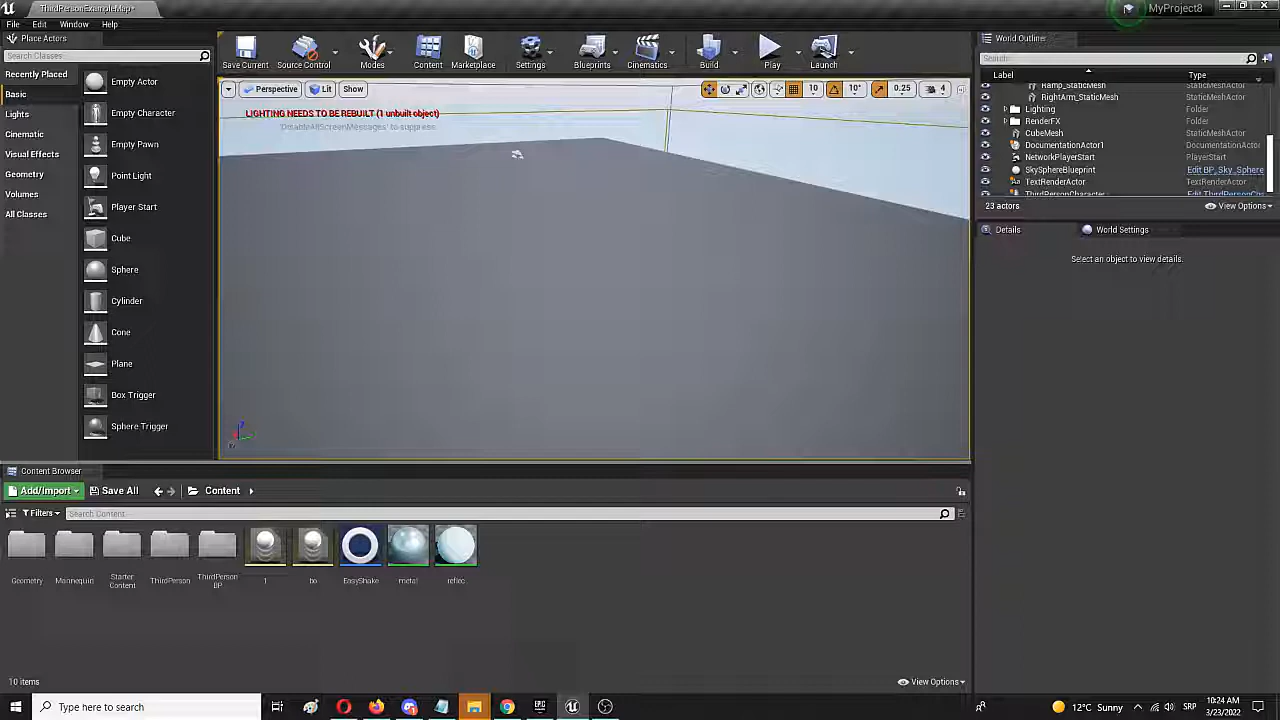 ThirdPersonExampleMap*
MyProject8
File Edit Window Help
Place Actors
Search Classes
Recently Placed
Basic
Lights
Cinematic
Visual Effects
Geometry
Volumes
All Classes
Empty Actor
Empty Character
Empty Pawn
Point Light
Player Start
Cube
Sphere
Cylinder
Cone
Plane
Box Trigger
Sphere Trigger
Save Current
Source Control
Modes
Content
Marketplace
Settings
Blueprints
Cinematics
Build
Play
Launch
Perspective
Lit
Show
10
10°
0.25
4
LIGHTING NEEDS TO BE REBUILT (1 unbuilt object)
'DisableAllScreenMessages' to suppress
World Outliner
Search...
Label Type
Ramp_StaticMesh StaticMeshActor
RightArm_StaticMesh StaticMeshActor
Lighting Folder
RenderFX Folder
CubeMesh StaticMeshActor
DocumentationActor1 DocumentationActor
NetworkPlayerStart PlayerStart
SkySphereBlueprint Edit BP_Sky_Sphere
TextRenderActor TextRenderActor
ThirdPersonCharacter Edit ThirdPersonCha
23 actors
View Options
Details
World Settings
Select an object to view details.
Content Browser
Add/Import
Save All
Content
Filters
Search Content
Geometry
Mannequin
Starter
Content
ThirdPerson
ThirdPerson
BP
1
bo
EasyShake
metal
reflec
10 items
View Options
Type here to search
12°C Sunny
SRP
10:24 AM
3/23/2022